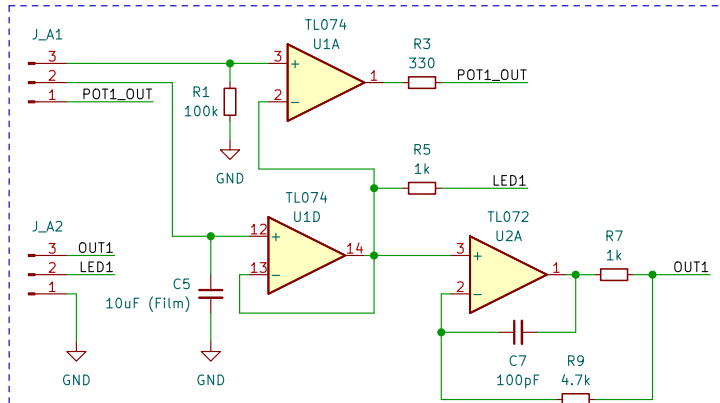 J_A1
3
2
1
POT1_OUT
R1
100k
GND
TL074
U1A
3
+
2
−
1
R3
330
POT1_OUT
R5
1k
LED1
J_A2
3
OUT1
2
LED1
1
GND
C5
10uF (Film)
GND
TL074
U1D
12
+
13
−
14
TL072
U2A
3
+
2
−
1
R7
1k
OUT1
C7
100pF
R9
4.7k